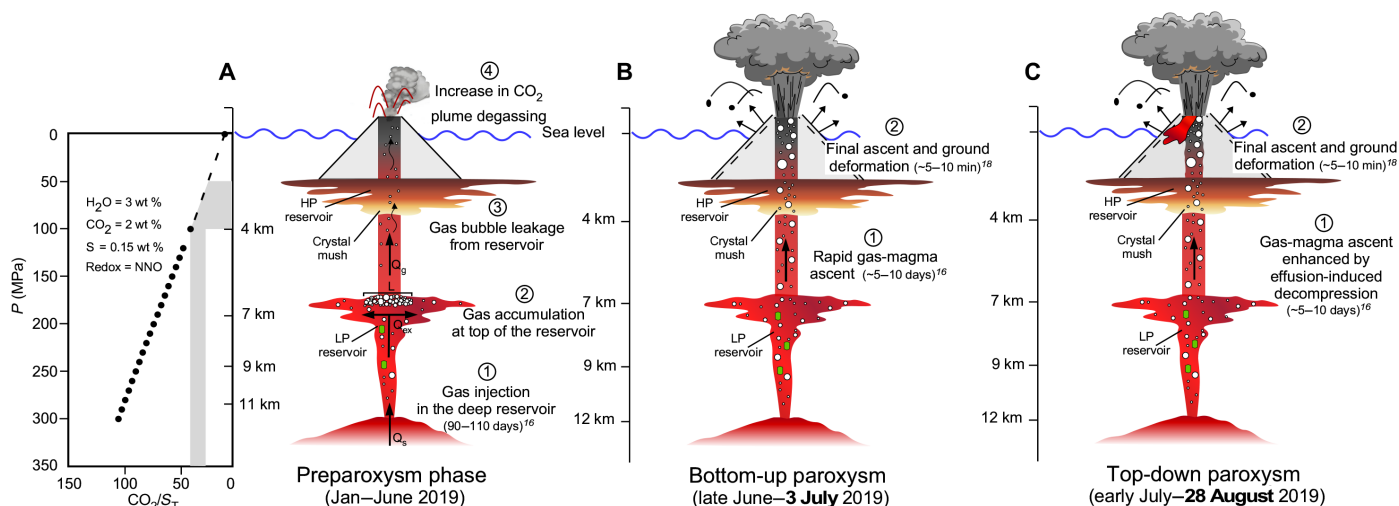 A
B
C
0
50
100
150
200
250
300
350
P (MPa)
H2O = 3 wt %
CO2 = 2 wt %
S = 0.15 wt %
Redox = NNO
150
100
50
0
CO2/ST
4 km
7 km
9 km
11 km
④
Increase in CO2
plume degassing
Sea level
HP
reservoir
Crystal
mush
③
Gas bubble leakage
from reservoir
Qg
L
②
Gas accumulation
at top of the reservoir
Qex
LP
reservoir
①
Gas injection
in the deep reservoir
(90–110 days)16
Qs
Preparoxysm phase
(Jan–June 2019)
②
Final ascent and ground
deformation (~5–10 min)18
HP
reservoir
4 km
Crystal
mush
①
Rapid gas-magma
ascent (~5–10 days)16
7 km
LP
reservoir
9 km
12 km
Bottom-up paroxysm
(late June–3 July 2019)
②
Final ascent and ground
deformation (~5–10 min)18
HP
reservoir
4 km
Crystal
mush
①
Gas-magma ascent
enhanced by
effusion-induced
decompression
(~5–10 days)16
7 km
LP
reservoir
9 km
12 km
Top-down paroxysm
(early July–28 August 2019)